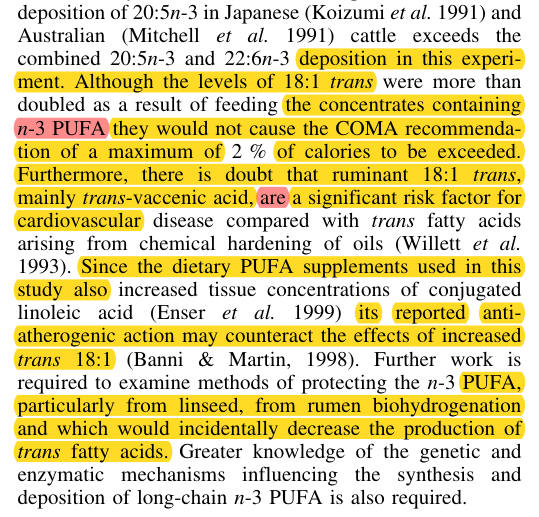 deposition of 20:5n-3 in Japanese (Koizumi et al. 1991) and
Australian (Mitchell et al. 1991) cattle exceeds the
combined 20:5n-3 and 22:6n-3 deposition in this experi-
ment. Although the levels of 18:1 trans were more than
doubled as a result of feeding the concentrates containing
n-3 PUFA they would not cause the COMA recommenda-
tion of a maximum of 2 % of calories to be exceeded.
Furthermore, there is doubt that ruminant 18:1 trans,
mainly trans-vaccenic acid, are a significant risk factor for
cardiovascular disease compared with trans fatty acids
arising from chemical hardening of oils (Willett et al.
1993). Since the dietary PUFA supplements used in this
study also increased tissue concentrations of conjugated
linoleic acid (Enser et al. 1999) its reported anti-
atherogenic action may counteract the effects of increased
trans 18:1 (Banni & Martin, 1998). Further work is
required to examine methods of protecting the n-3 PUFA,
particularly from linseed, from rumen biohydrogenation
and which would incidentally decrease the production of
trans fatty acids. Greater knowledge of the genetic and
enzymatic mechanisms influencing the synthesis and
deposition of long-chain n-3 PUFA is also required.